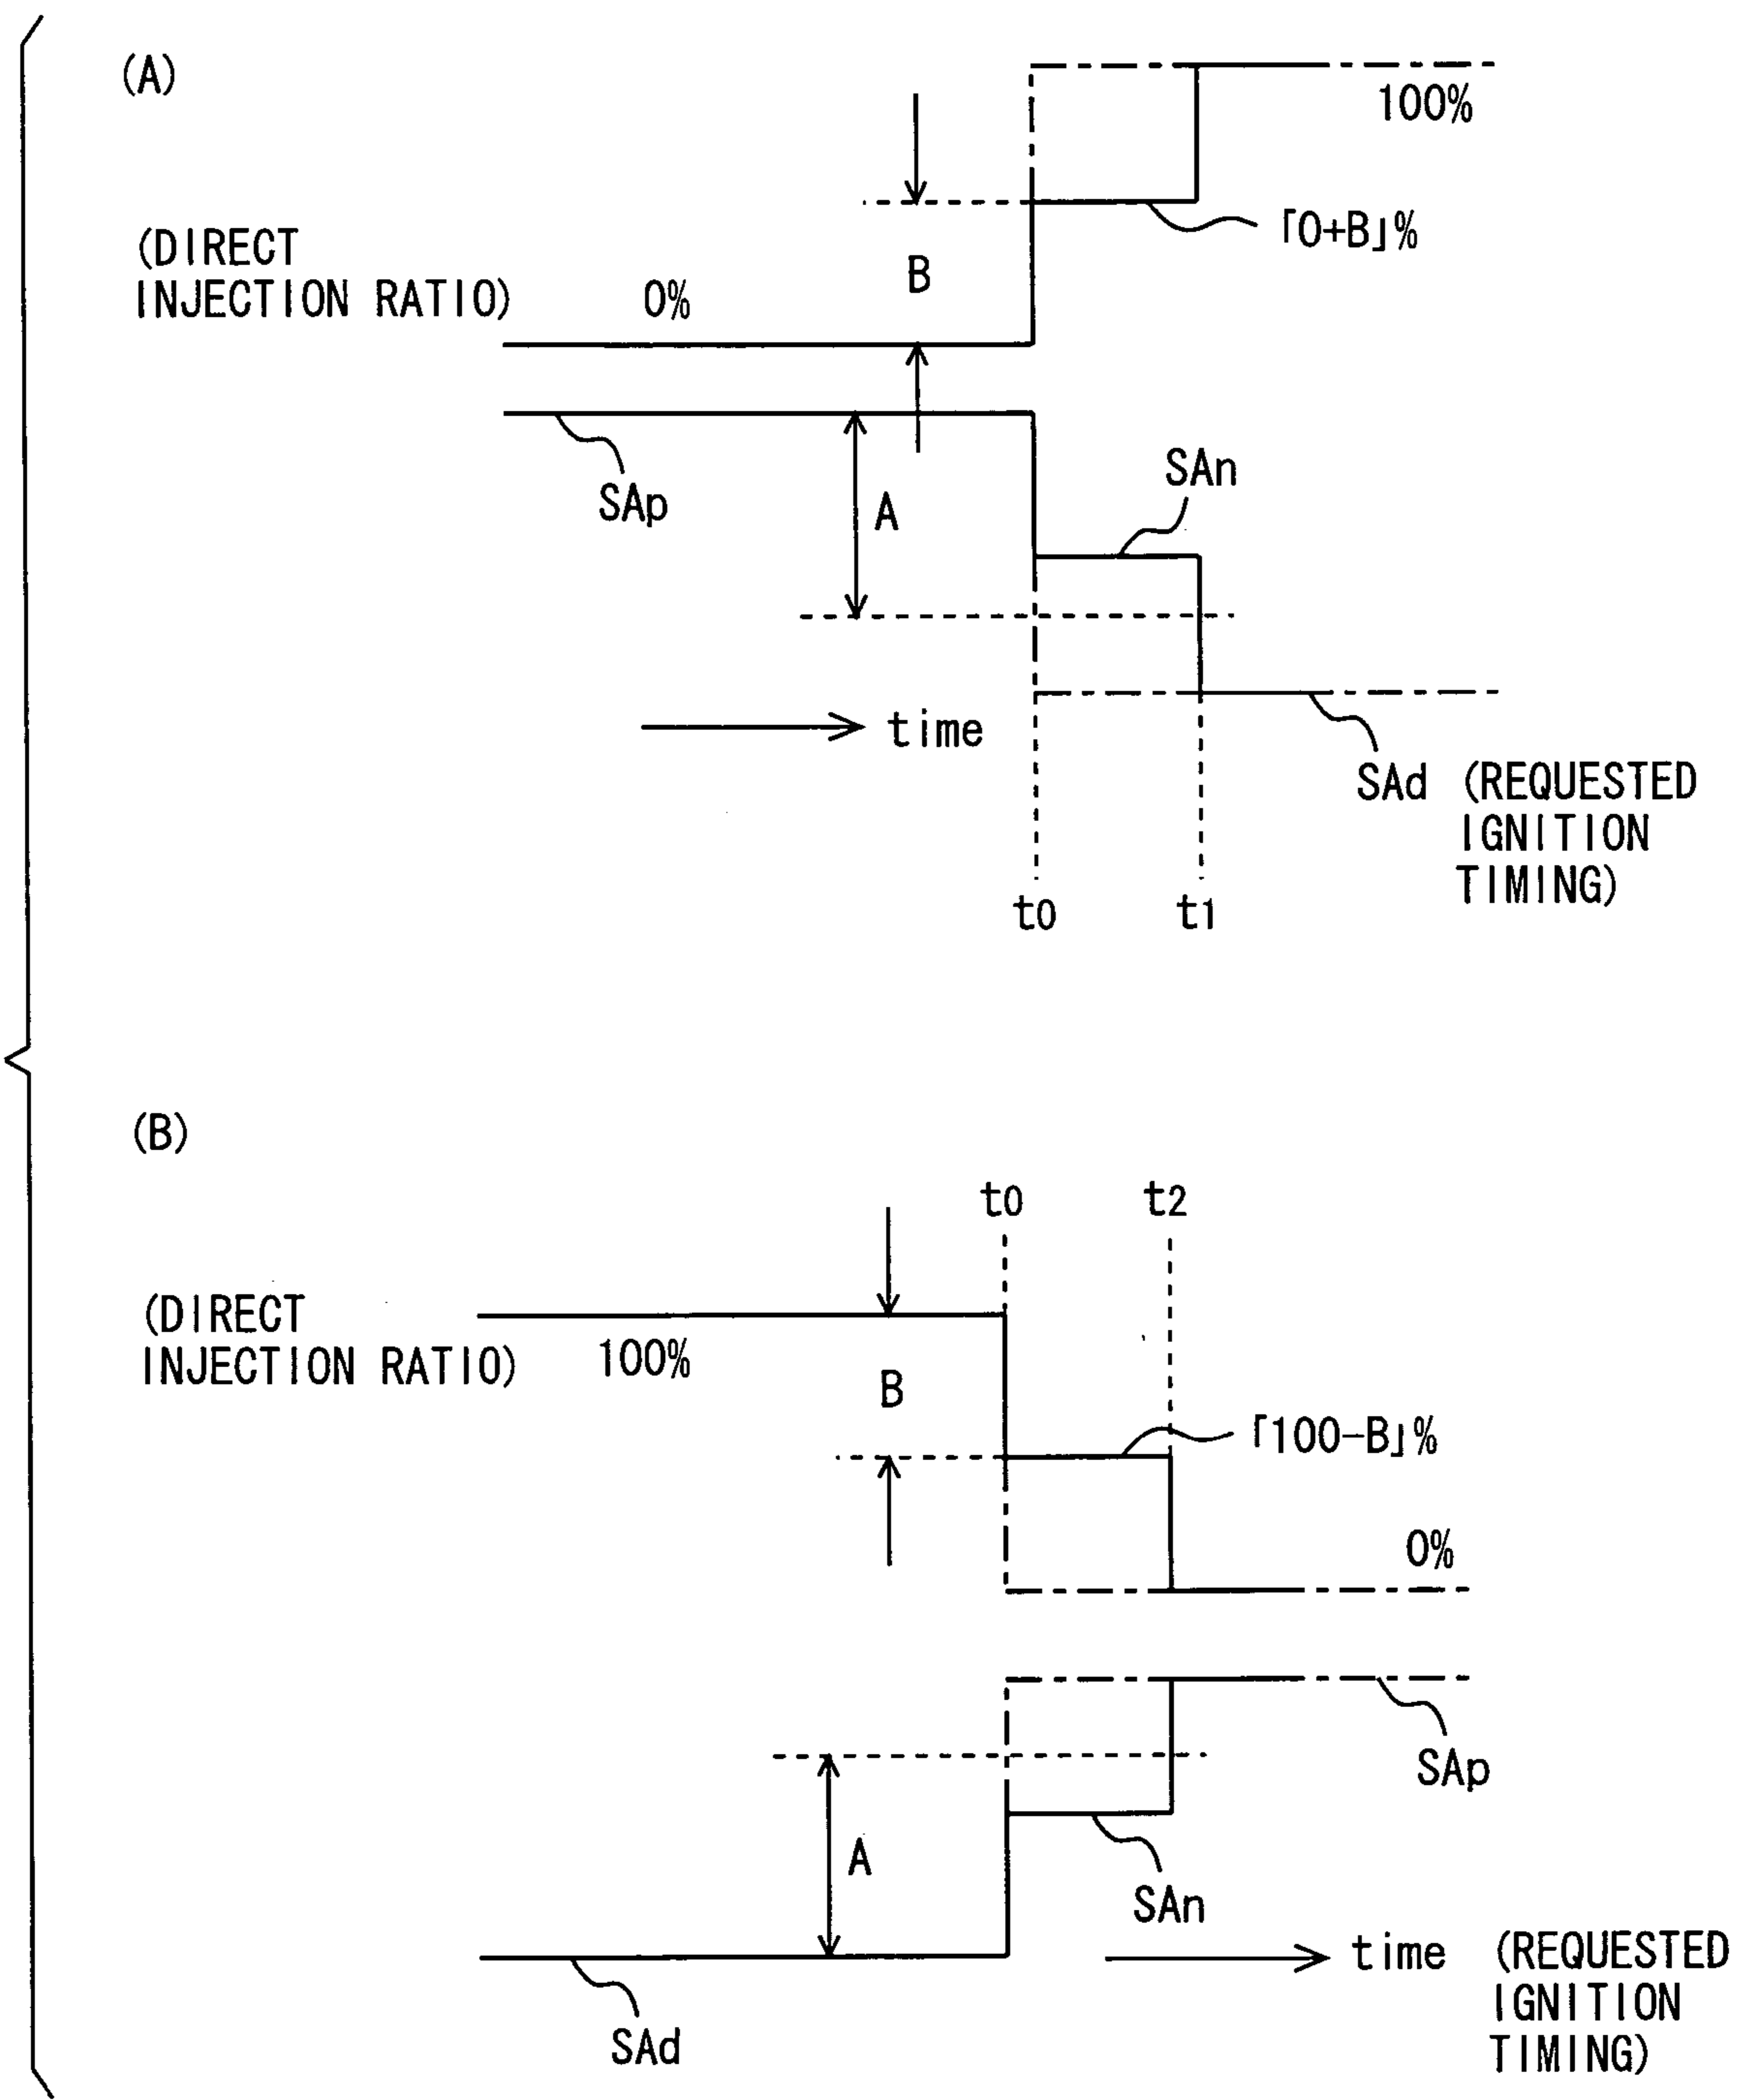 (A)
100%
「0+B」%
(DIRECT
INJECTION RATIO)
0%
B
SAp
A
SAn
time
SAd (REQUESTED
IGNITION
TIMING)
t0
t1
(B)
t0
t2
(DIRECT
INJECTION RATIO)
100%
B
「100-B」%
0%
SAp
A
SAn
time (REQUESTED
IGNITION
TIMING)
SAd